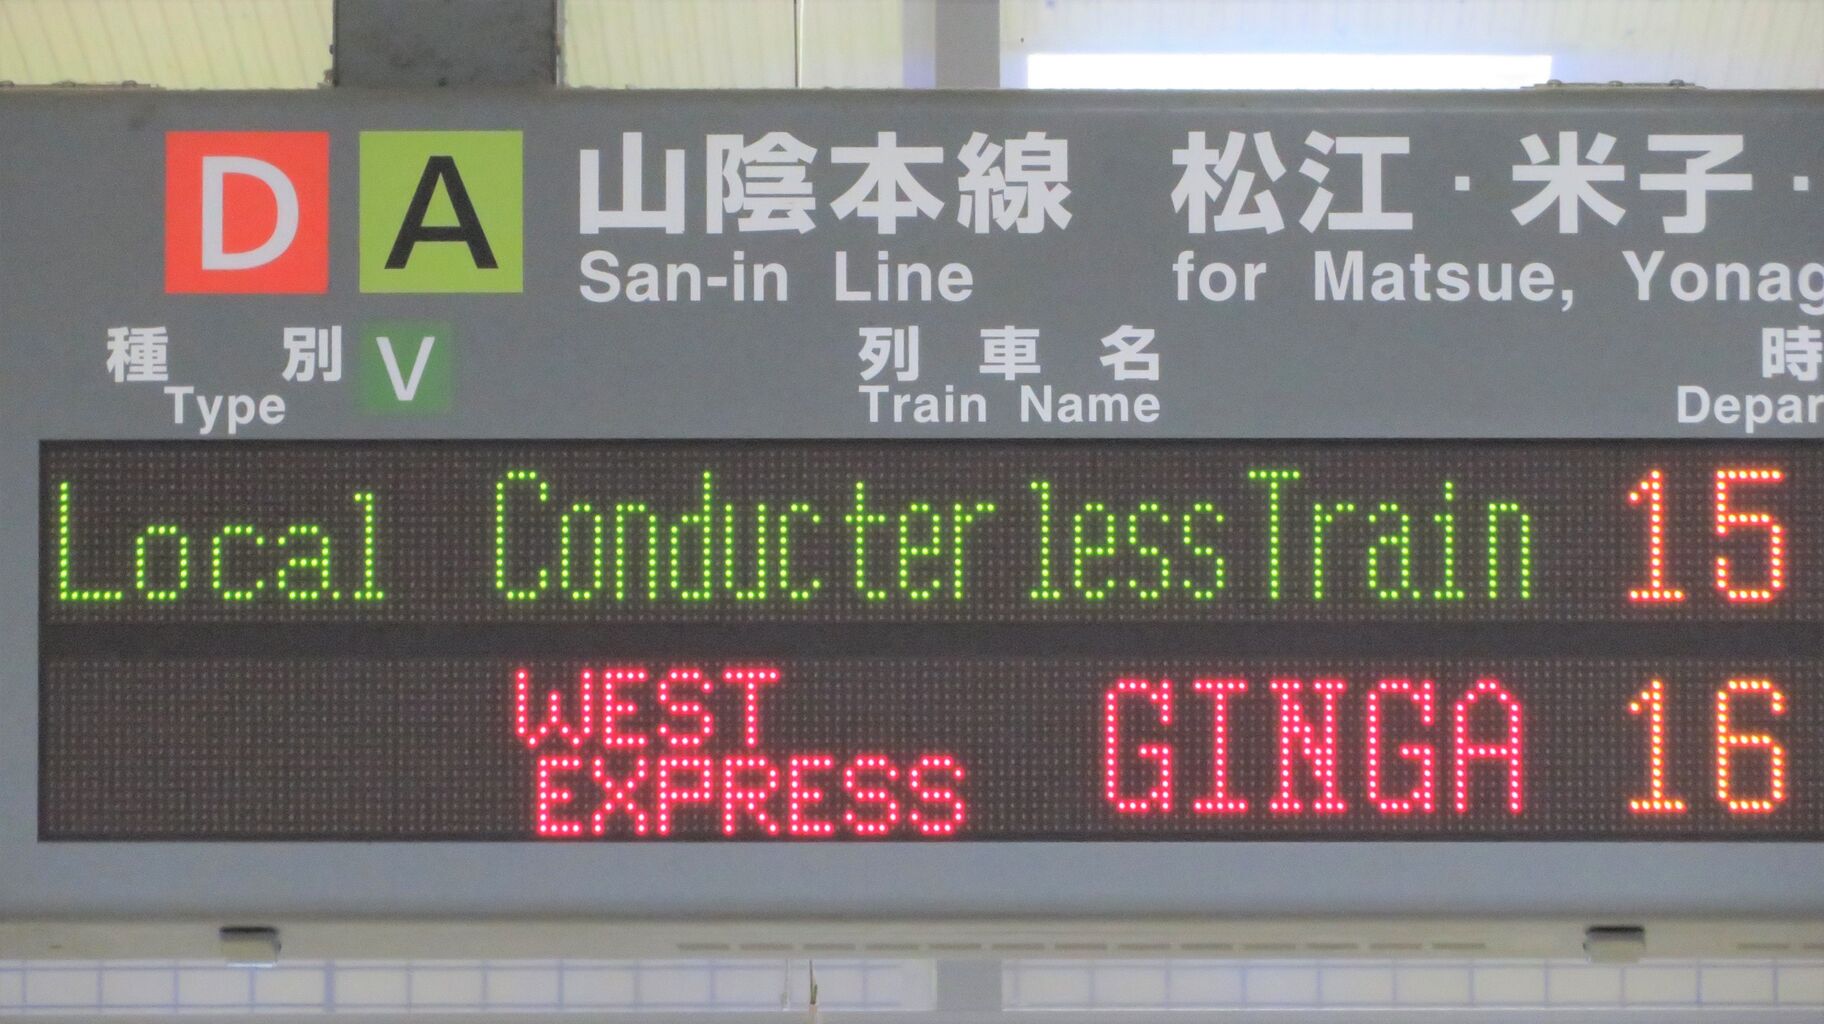 D A 山陰本線 松江・米子・
San-in Line for Matsue, Yonag
種別 V 列車名 時
Type Train Name Depar
Local ConducterlessTrain 15
WEST EXPRESS GINGA 16